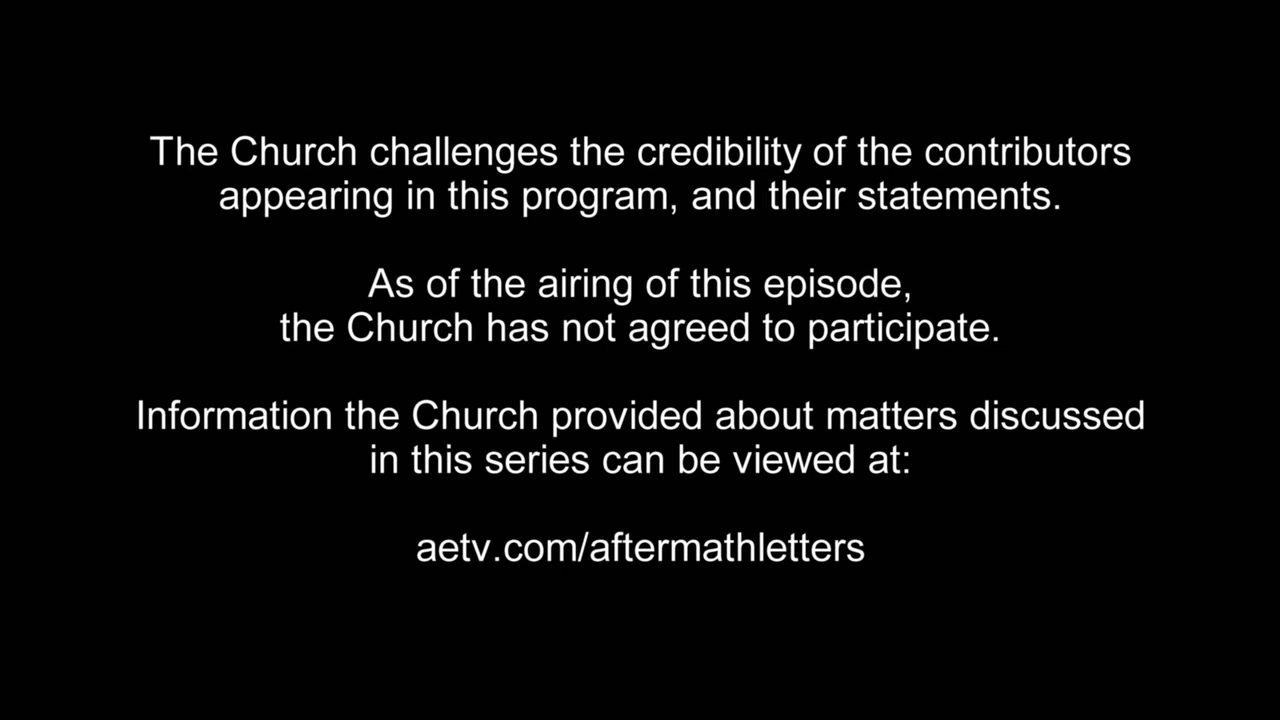 The Church challenges the credibility of the contributors
appearing in this program, and their statements.
As of the airing of this episode,
the Church has not agreed to participate.
Information the Church provided about matters discussed
in this series can be viewed at:
aetv.com/aftermathletters